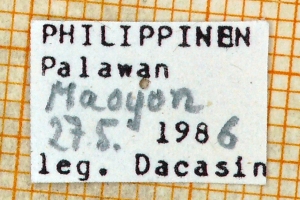 PHILIPPINEN
Palawan
Maoyon
27.5. 1986
leg. Dacasin